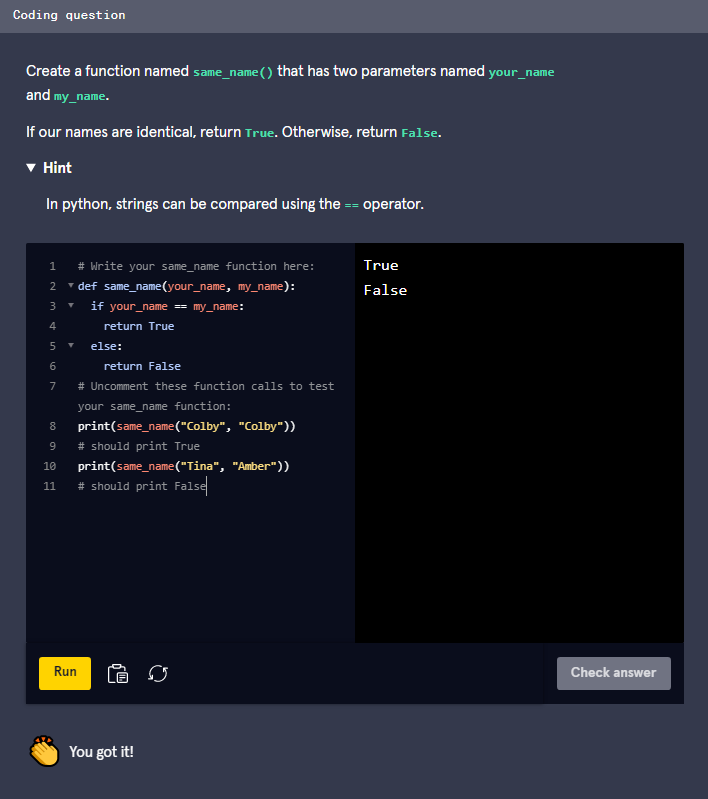 Coding question
Create a function named same_name() that has two parameters named your_name
and my_name.
If our names are identical, return True. Otherwise, return False.
▼ Hint
In python, strings can be compared using the == operator.
1 # Write your same_name function here:
2 def same_name(your_name, my_name):
3   if your_name == my_name:
4     return True
5   else:
6     return False
7 # Uncomment these function calls to test
your same_name function:
8 print(same_name("Colby", "Colby"))
9 # should print True
10 print(same_name("Tina", "Amber"))
11 # should print False
True
False
Run
Check answer
You got it!